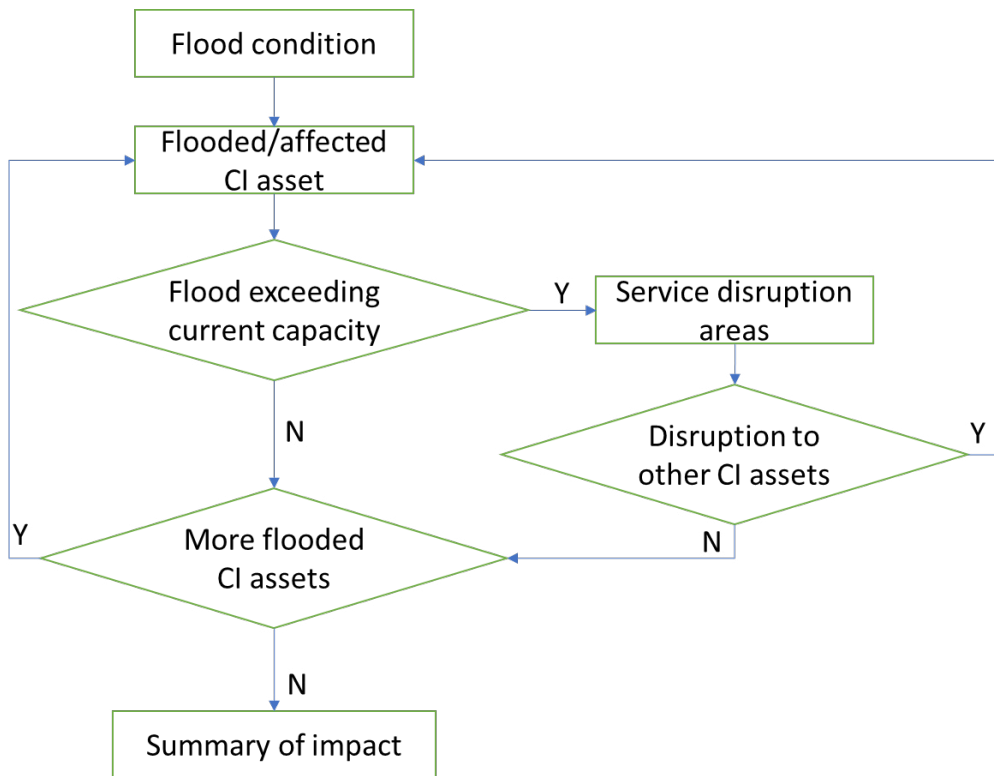 Flood condition
Flooded/affected
CI asset
Flood exceeding
current capacity
Y
Service disruption
areas
N
Disruption to
other CI assets
Y
Y
More flooded
CI assets
N
N
Summary of impact